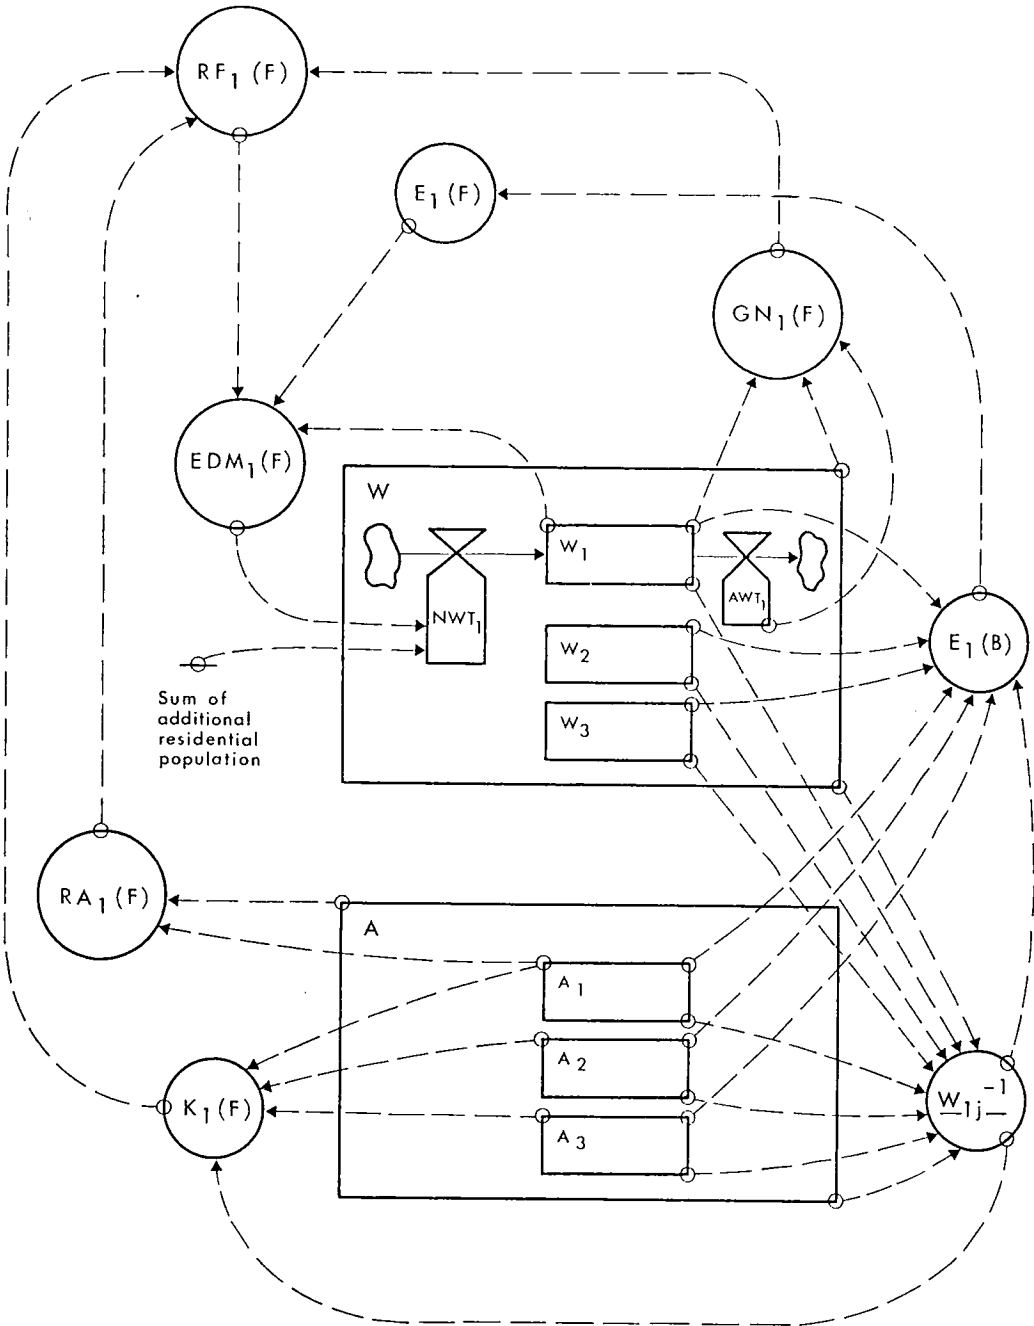 RF1 (F)
E1 (F)
GN1 (F)
EDM1 (F)
W
W1
NWT1
AWT1
W2
E1 (B)
W3
Sum of
additional
residential
population
RA1 (F)
A
A1
A2
K1 (F)
W1j -1
A3